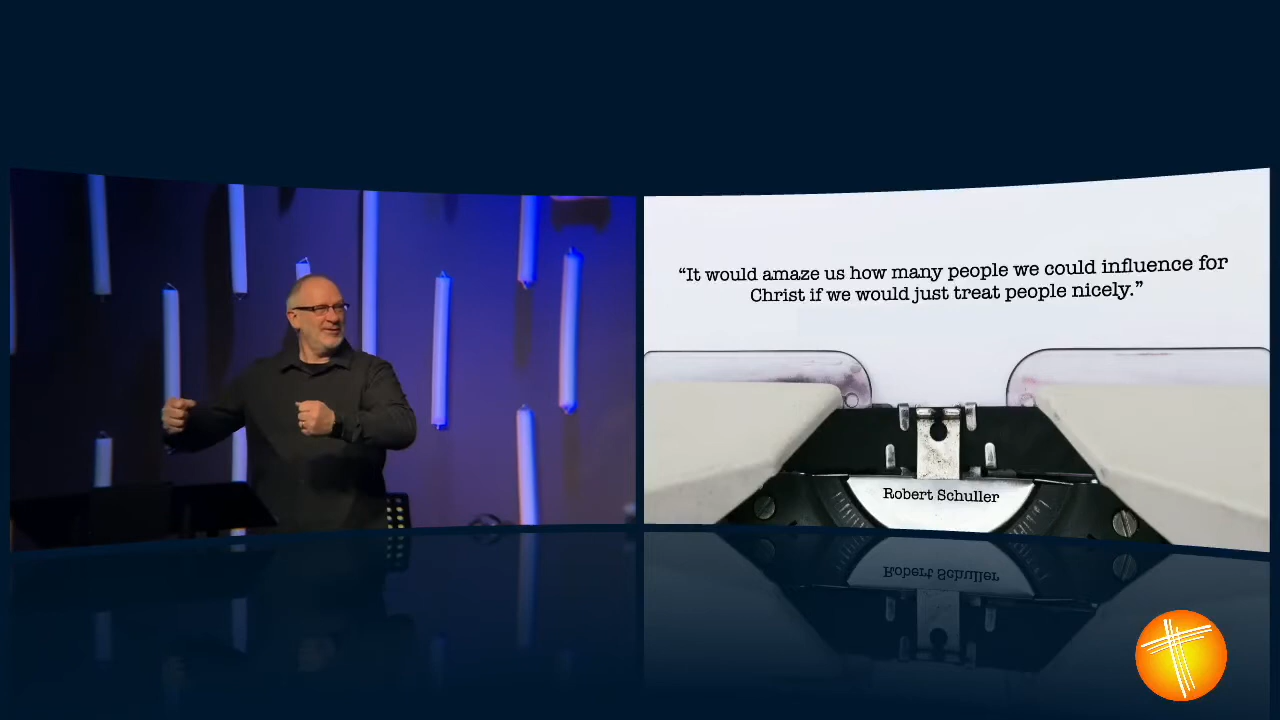 “It would amaze us how many people we could influence for
Christ if we would just treat people nicely.”
Robert Schuller